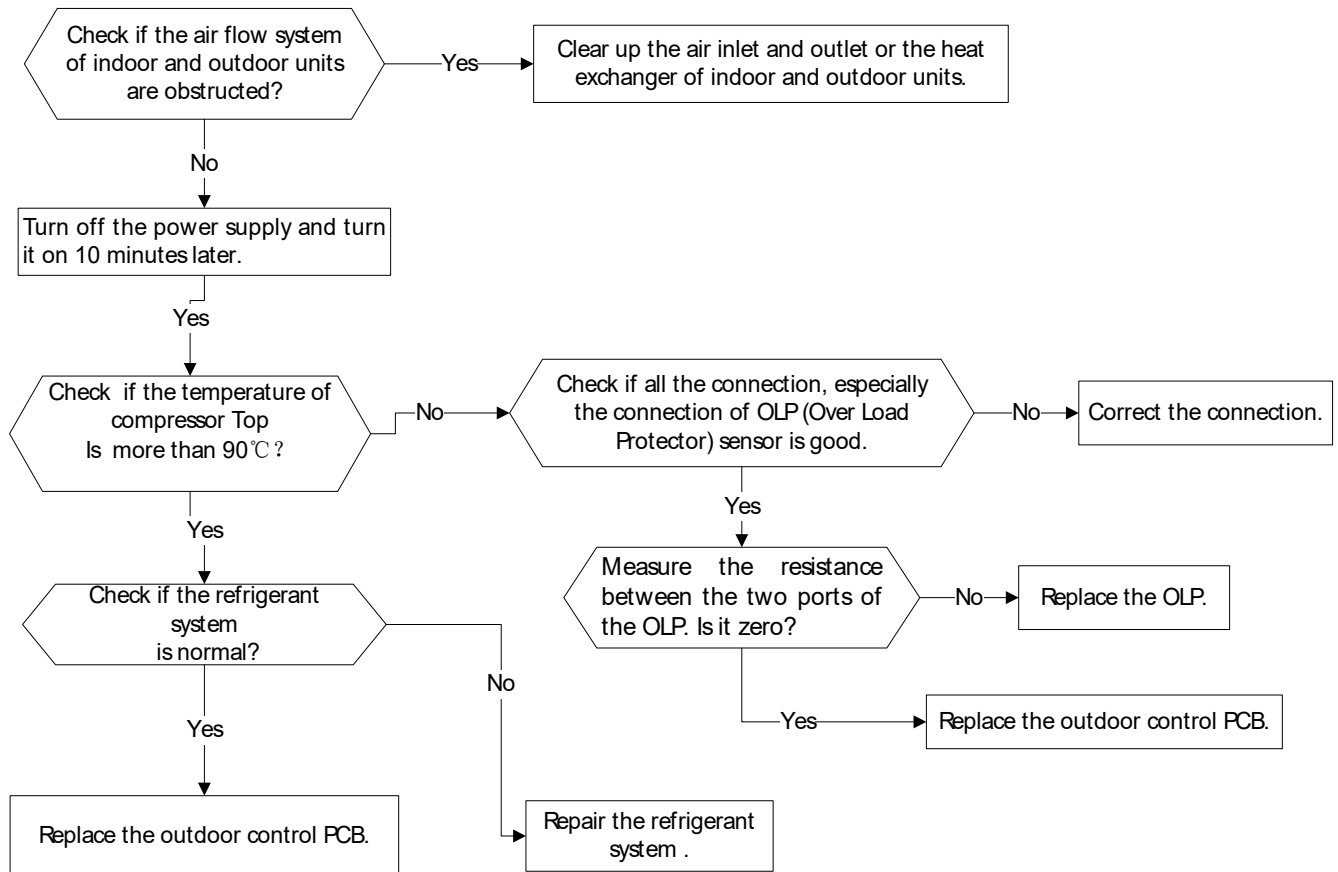 Check if the air flow system
of indoor and outdoor units
are obstructed?
Yes
Clear up the air inlet and outlet or the heat
exchanger of indoor and outdoor units.
No
Turn off the power supply and turn
it on 10 minutes later.
Yes
Check if the temperature of
compressor Top
Is more than 90℃?
No
Check if all the connection, especially
the connection of OLP (Over Load
Protector) sensor is good.
No
Correct the connection.
Yes
Yes
Measure the resistance
between the two ports of
the OLP. Is it zero?
No
Replace the OLP.
Check if the refrigerant
system
is normal?
No
Yes
Yes
Replace the outdoor control PCB.
Replace the outdoor control PCB.
Repair the refrigerant
system .